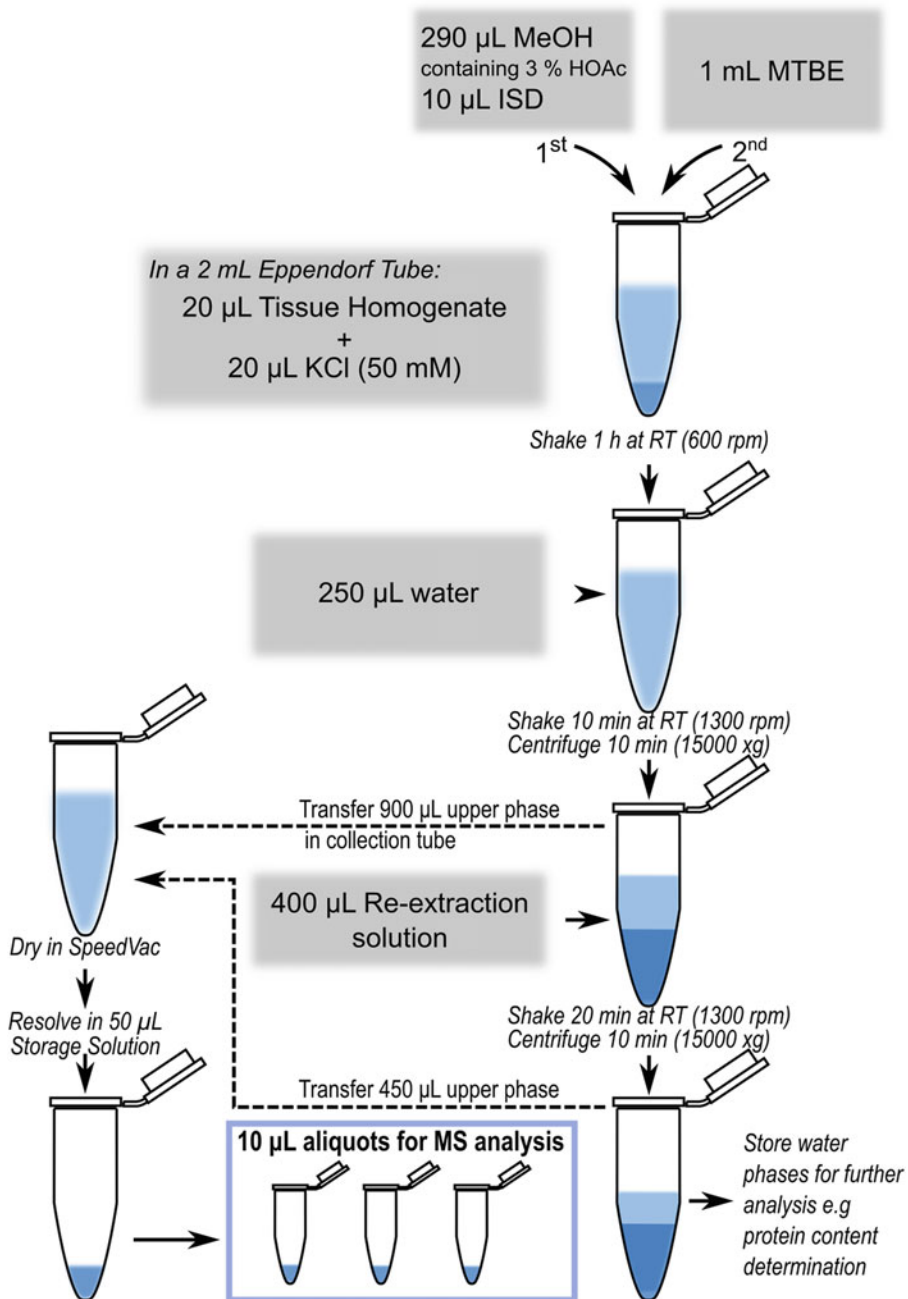 290 µL MeOH
containing 3 % HOAc
10 µL ISD
1 mL MTBE
1st
2nd
In a 2 mL Eppendorf Tube:
20 µL Tissue Homogenate
+
20 µL KCl (50 mM)
Shake 1 h at RT (600 rpm)
250 µL water
Shake 10 min at RT (1300 rpm)
Centrifuge 10 min (15000 xg)
Transfer 900 µL upper phase
in collection tube
400 µL Re-extraction
solution
Dry in SpeedVac
Resolve in 50 µL
Storage Solution
Shake 20 min at RT (1300 rpm)
Centrifuge 10 min (15000 xg)
Transfer 450 µL upper phase
10 µL aliquots for MS analysis
Store water
phases for further
analysis e.g
protein content
determination